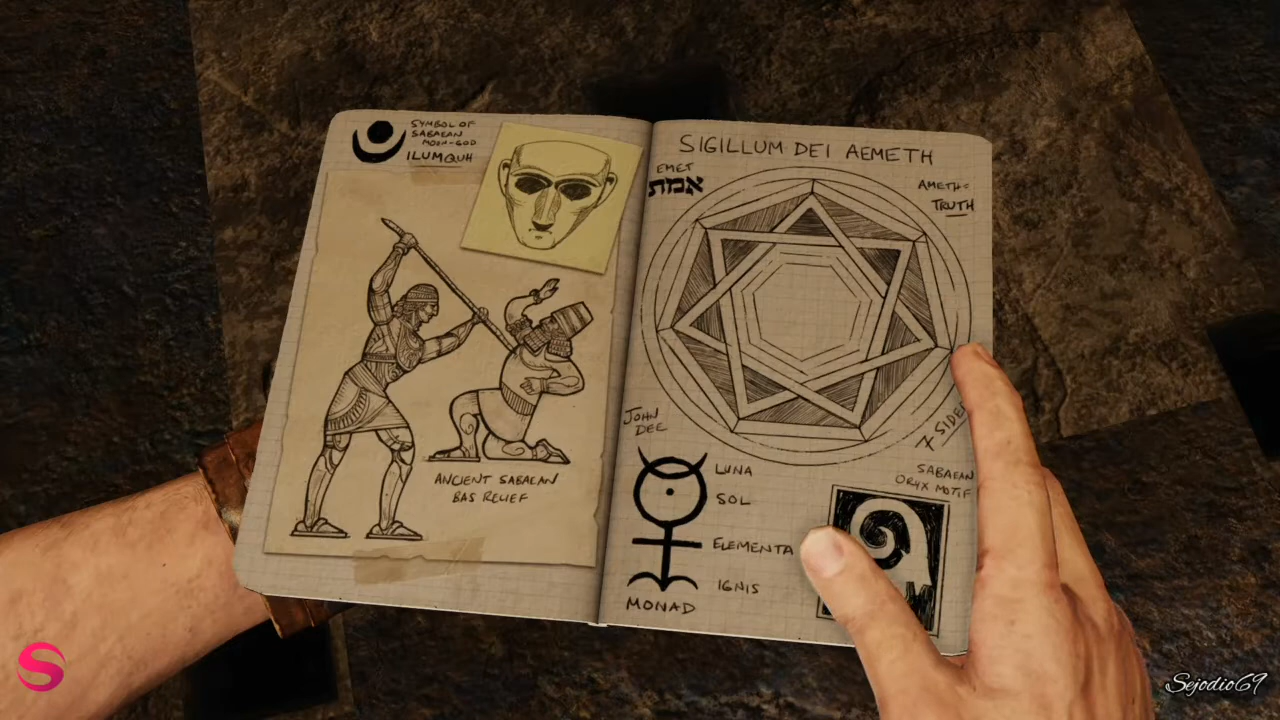 SYMBOL OF
SABAEAN
MOON-GOD
ILUMQUH
ANCIENT SABAEAN
BAS RELIEF
SIGILLUM DEI AEMETH
EMET
אמת
AMETH=
TRUTH
JOHN
DEE
7 SIDED
LUNA
SOL
ELEMENTA
IGNIS
MONAD
SABAEAN
ORYX MOTIF
S
Sejodio69